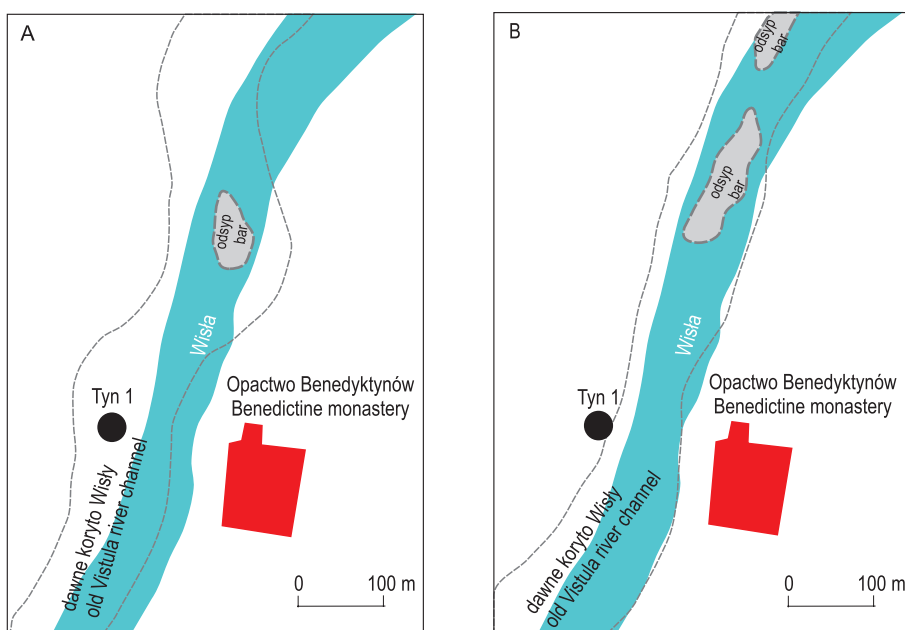 A
odsyp
bar
Wisła
Tyn 1
Opactwo Benedyktynów
Benedictine monastery
dawne koryto Wisły
old Vistula river channel
0 100 m
B
odsyp
bar
odsyp
bar
Wisła
Tyn 1
Opactwo Benedyktynów
Benedictine monastery
dawne koryto Wisły
old Vistula river channel
0 100 m